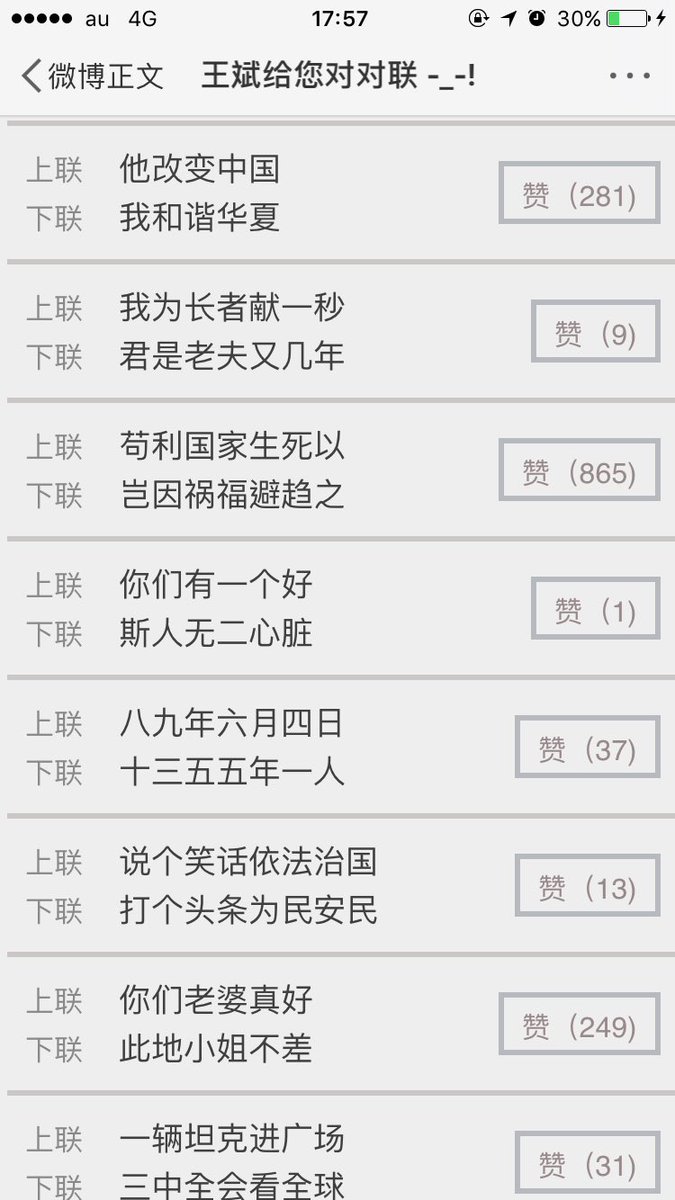 ●●●●● au 4G 17:57 30%
微博正文 王斌给您对对联 -_-! ...
上联 他改变中国
下联 我和谐华夏
赞 (281)
上联 我为长者献一秒
下联 君是老夫又几年
赞 (9)
上联 苟利国家生死以
下联 岂因祸福避趋之
赞 (865)
上联 你们有一个好
下联 斯人无二心脏
赞 (1)
上联 八九年六月四日
下联 十三五五年一人
赞 (37)
上联 说个笑话依法治国
下联 打个头条为民安民
赞 (13)
上联 你们老婆真好
下联 此地小姐不差
赞 (249)
上联 一辆坦克进广场
下联 三中全会看全球
赞 (31)